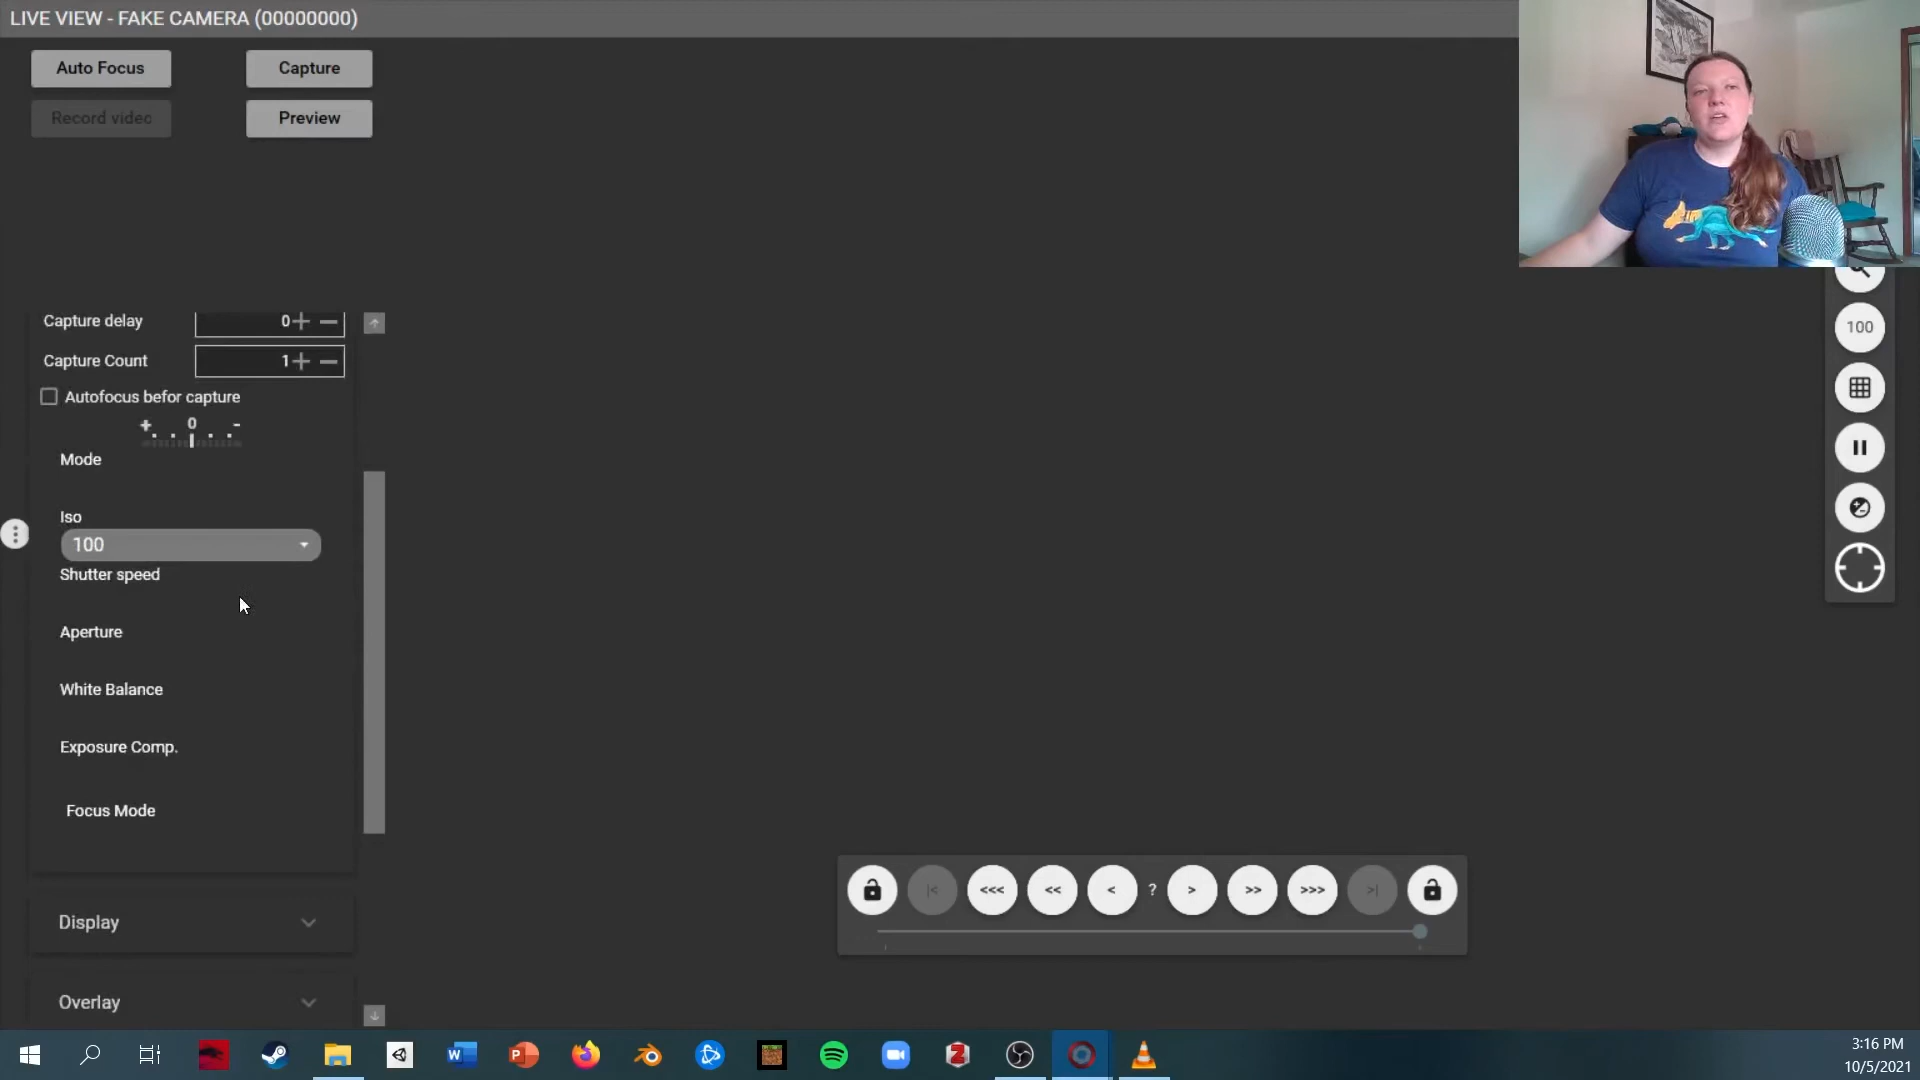 LIVE VIEW - FAKE CAMERA (00000000)
Auto Focus
Capture
Record video
Preview
Capture delay 0
Capture Count 1
Autofocus befor capture
+ 0 -
Mode
Iso
100
Shutter speed
Aperture
White Balance
Exposure Comp.
Focus Mode
Display
Overlay
100
|< <<< << < ? > >> >>> >|
3:16 PM
10/5/2021